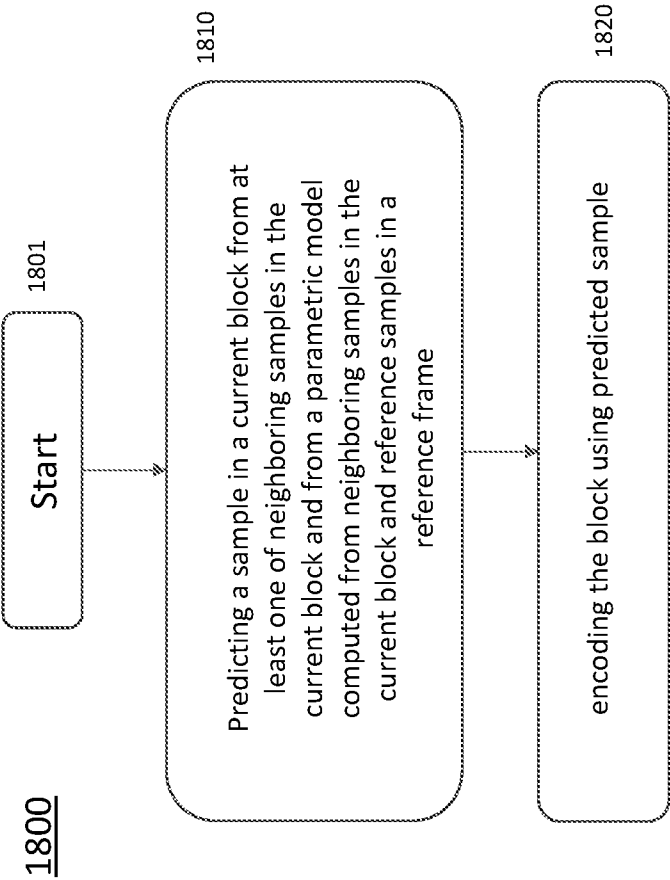 1800
Start
1801
1810
Predicting a sample in a current block from at
least one of neighboring samples in the
current block and from a parametric model
computed from neighboring samples in the
current block and reference samples in a
reference frame
1820
encoding the block using predicted sample